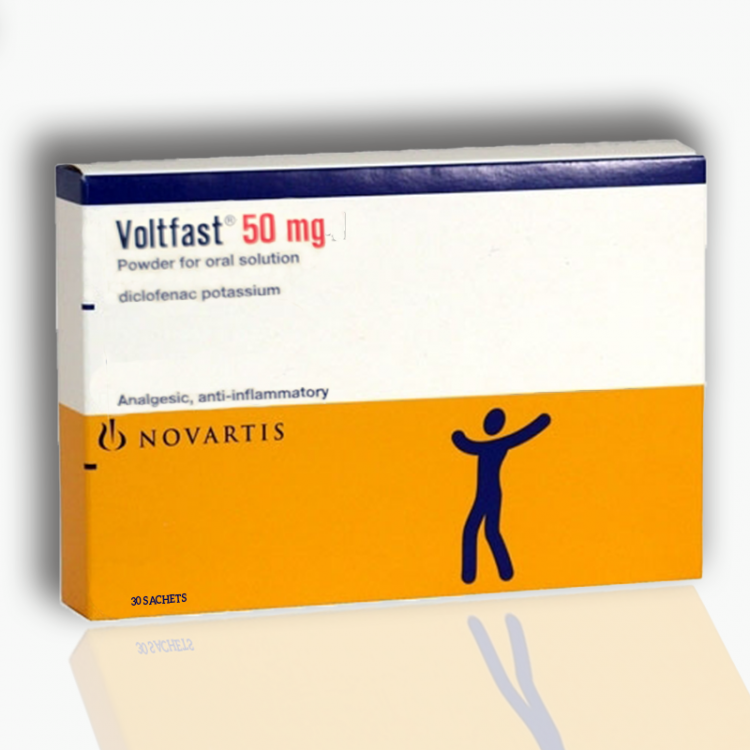 Voltfast® 50 mg
Powder for oral solution
diclofenac potassium
Analgesic, anti-inflammatory
NOVARTIS
30 SACHETS